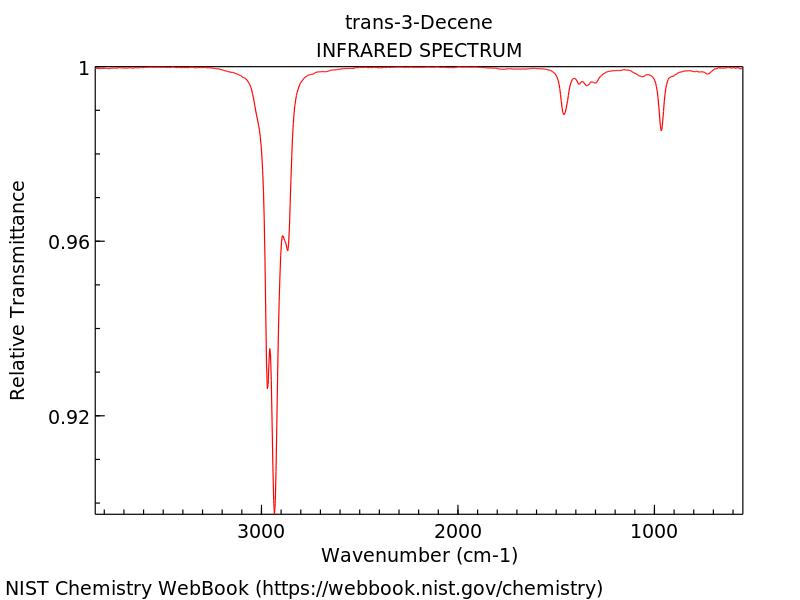 trans-3-Decene
INFRARED SPECTRUM
1
0.96
0.92
Relative Transmittance
3000 2000 1000
Wavenumber (cm-1)
NIST Chemistry WebBook (https://webbook.nist.gov/chemistry)